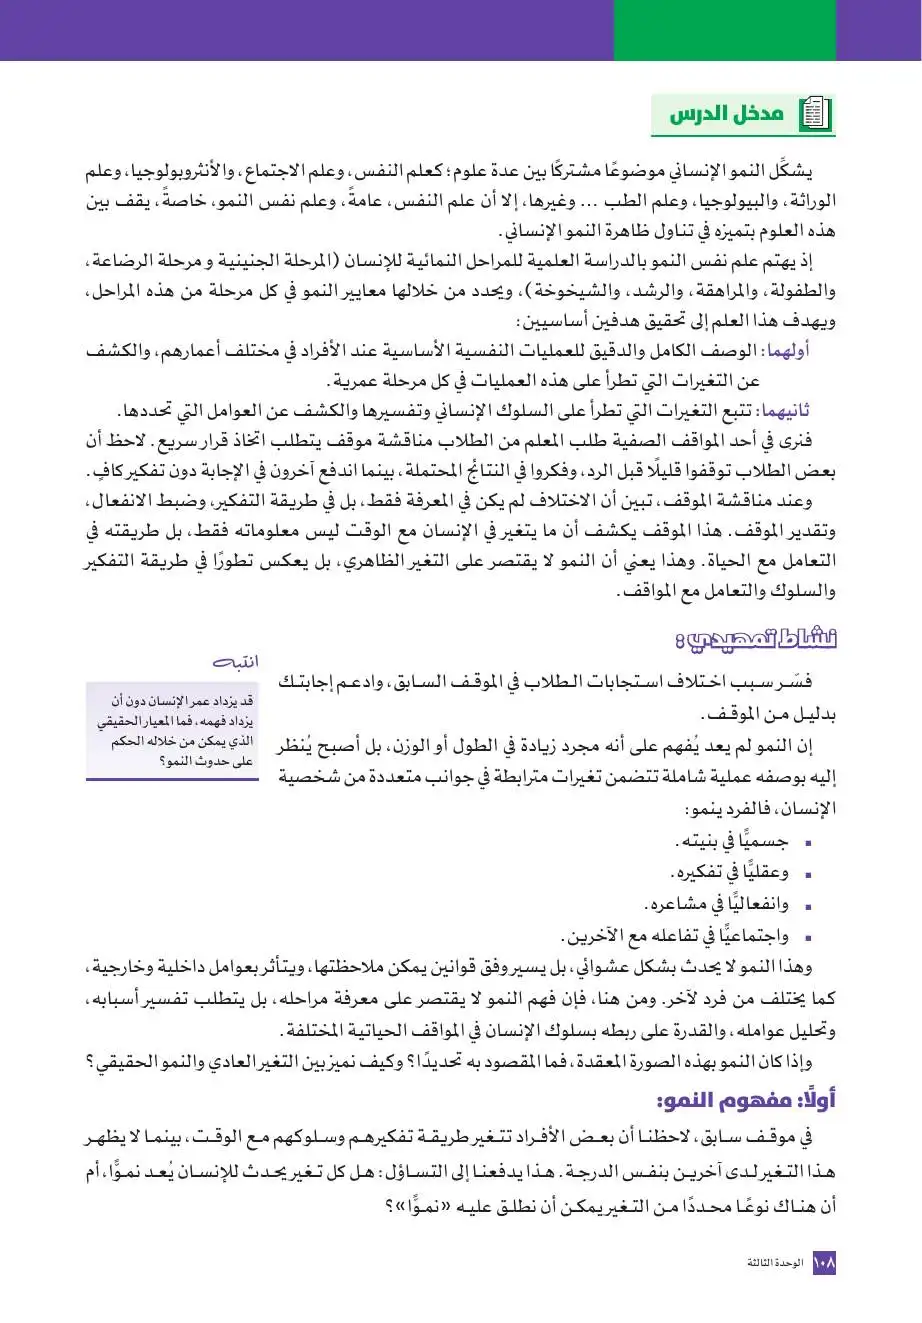 مدخل الدرس
يشكِّل النمو الإنساني موضوعًا مشتركًا بين عدة علوم؛ كعلم النفس، وعلم الاجتماع، والأنثروبولوجيا، وعلم
الوراثة، والبيولوجيا، وعلم الطب ... وغيرها، إلا أن علم النفس، عامةً، وعلم نفس النمو، خاصةً، يقف بين
هذه العلوم بتميزه في تناول ظاهرة النمو الإنساني.
إذ يهتم علم نفس النمو بالدراسة العلمية للمراحل النمائية للإنسان (المرحلة الجنينية و مرحلة الرضاعة،
والطفولة، والمراهقة، والرشد، والشيخوخة)، ويحدد من خلالها معايير النمو في كل مرحلة من هذه المراحل،
ويهدف هذا العلم إلى تحقيق هدفين أساسيين:
أولهما: الوصف الكامل والدقيق للعمليات النفسية الأساسية عند الأفراد في مختلف أعمارهم، والكشف
عن التغيرات التي تطرأ على هذه العمليات في كل مرحلة عمرية.
ثانيهما: تتبع التغيرات التي تطرأ على السلوك الإنساني وتفسيرها والكشف عن العوامل التي تحددها.
فنرى في أحد المواقف الصفية طلب المعلم من الطلاب مناقشة موقف يتطلب اتخاذ قرار سريع. لاحظ أن
بعض الطلاب توقفوا قليلًا قبل الرد، وفكروا في النتائج المحتملة، بينما اندفع آخرون في الإجابة دون تفكير كافٍ.
وعند مناقشة الموقف، تبين أن الاختلاف لم يكن في المعرفة فقط، بل في طريقة التفكير، وضبط الانفعال،
وتقدير الموقف. هذا الموقف يكشف أن ما يتغير في الإنسان مع الوقت ليس معلوماته فقط، بل طريقته في
التعامل مع الحياة. وهذا يعني أن النمو لا يقتصر على التغير الظاهري، بل يعكس تطورًا في طريقة التفكير
والسلوك والتعامل مع المواقف.
نشاط تمهيدي:
فسّر سبب اختلاف استجابات الطلاب في الموقف السابق، وادعم إجابتك
بدليل من الموقف.
إن النمو لم يعد يُفهم على أنه مجرد زيادة في الطول أو الوزن، بل أصبح يُنظر
إليه بوصفه عملية شاملة تتضمن تغيرات مترابطة في جوانب متعددة من شخصية
الإنسان، فالفرد ينمو:
انتبه
قد يزداد عمر الإنسان دون أن
يزداد فهمه، فما المعيار الحقيقي
الذي يمكن من خلاله الحكم
على حدوث النمو؟
▪ جسميًّا في بنيته.
▪ وعقليًّا في تفكيره.
▪ وانفعاليًّا في مشاعره.
▪ واجتماعيًّا في تفاعله مع الآخرين.
وهذا النمو لا يحدث بشكل عشوائي، بل يسير وفق قوانين يمكن ملاحظتها، ويتأثر بعوامل داخلية وخارجية،
كما يختلف من فرد لآخر. ومن هنا، فإن فهم النمو لا يقتصر على معرفة مراحله، بل يتطلب تفسير أسبابه،
وتحليل عوامله، والقدرة على ربطه بسلوك الإنسان في المواقف الحياتية المختلفة.
وإذا كان النمو بهذه الصورة المعقدة، فما المقصود به تحديدًا؟ وكيف نميز بين التغير العادي والنمو الحقيقي؟
أولًا: مفهوم النمو:
في موقف سابق، لاحظنا أن بعض الأفراد تتغير طريقة تفكيرهم وسلوكهم مع الوقت، بينما لا يظهر
هذا التغير لدى آخرين بنفس الدرجة. هذا يدفعنا إلى التساؤل: هل كل تغير يحدث للإنسان يُعد نموًّا، أم
أن هناك نوعًا محددًا من التغير يمكن أن نطلق عليه «نموًّا»؟
١٠٨ الوحدة الثالثة